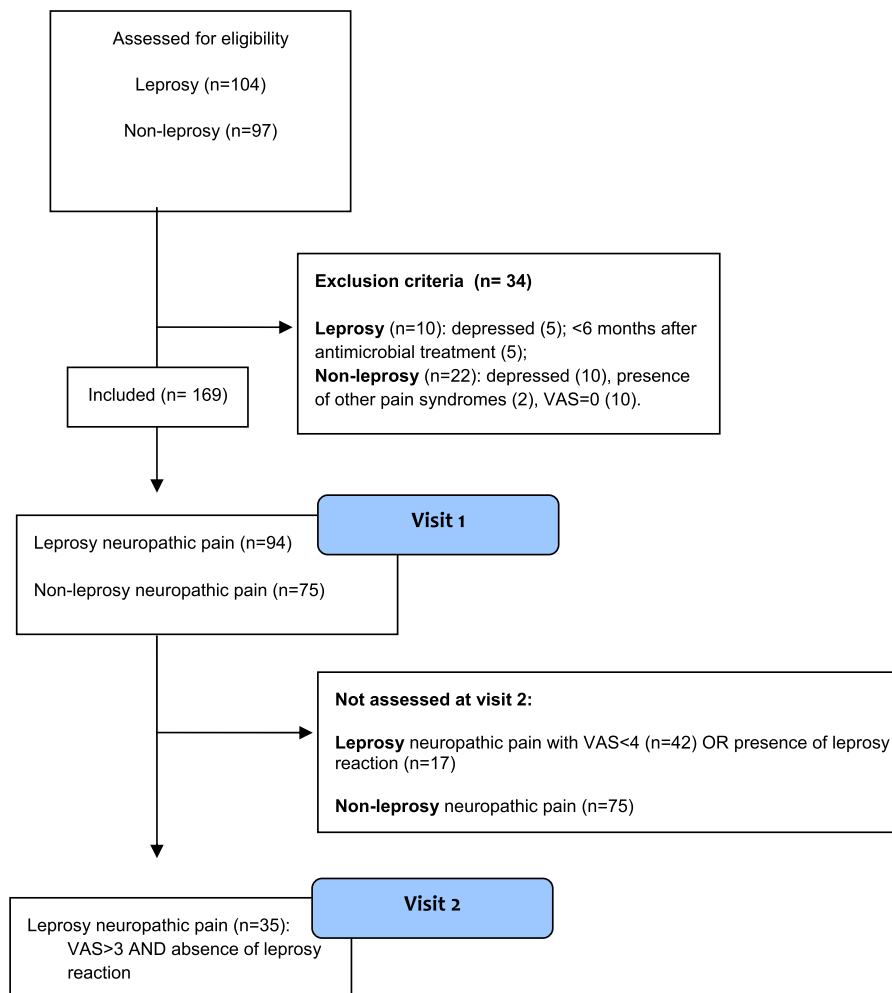 Assessed for eligibility
Leprosy (n=104)
Non-leprosy (n=97)
Exclusion criteria  (n= 34)
Leprosy (n=10): depressed (5); <6 months after
antimicrobial treatment (5);
Non-leprosy (n=22): depressed (10), presence
of other pain syndromes (2), VAS=0 (10).
Included (n= 169)
Visit 1
Leprosy neuropathic pain (n=94)
Non-leprosy neuropathic pain (n=75)
Not assessed at visit 2:
Leprosy neuropathic pain with VAS<4 (n=42) OR presence of leprosy
reaction (n=17)
Non-leprosy neuropathic pain (n=75)
Visit 2
Leprosy neuropathic pain (n=35):
VAS>3 AND absence of leprosy
reaction